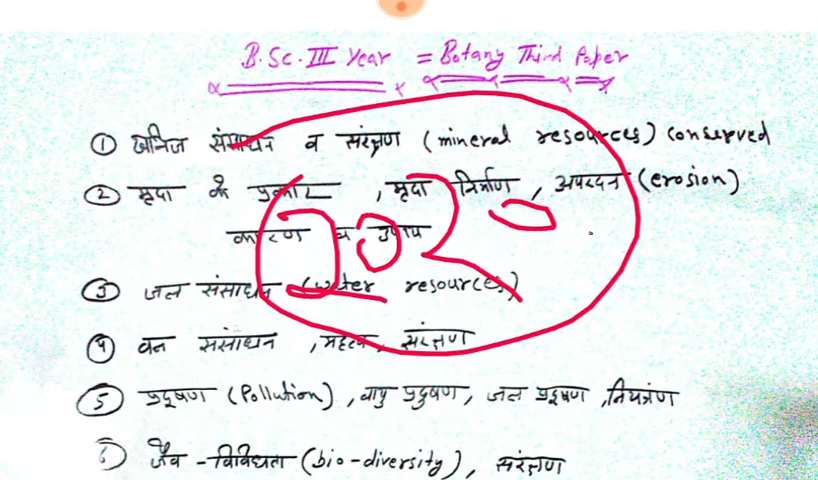 B.Sc. III Year = Botany Third Paper
① खनिज संसाधन व संरक्षण (mineral resources) conserved
② मृदा के प्रकार, मृदा निर्माण, अपरदन (erosion)
कारण व उपाय
③ जल संसाधन (water resources)
④ वन संसाधन, महत्व, संरक्षण
⑤ प्रदूषण (Pollution), वायु प्रदुषण, जल प्रदूषण, नियंत्रण
⑥ जैव - विविधता (bio-diversity), संरक्षण